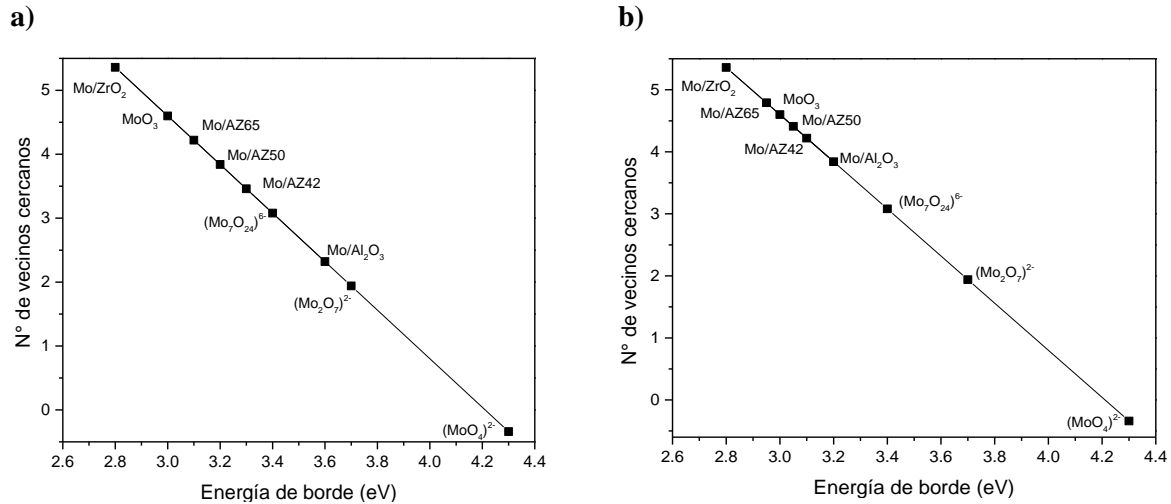 a)
5
4
3
2
1
0
2.6 2.8 3.0 3.2 3.4 3.6 3.8 4.0 4.2 4.4
N° de vecinos cercanos
Energía de borde (eV)
Mo/ZrO₂
MoO₃
Mo/AZ65
Mo/AZ50
Mo/AZ42
(Mo₇O₂₄)⁶⁻
Mo/Al₂O₃
(Mo₂O₇)²⁻
(MoO₄)²⁻
b)
5
4
3
2
1
0
2.6 2.8 3.0 3.2 3.4 3.6 3.8 4.0 4.2 4.4
N° de vecinos cercanos
Energía de borde (eV)
Mo/ZrO₂
Mo/AZ65
MoO₃
Mo/AZ50
Mo/AZ42
Mo/Al₂O₃
(Mo₇O₂₄)⁶⁻
(Mo₂O₇)²⁻
(MoO₄)²⁻